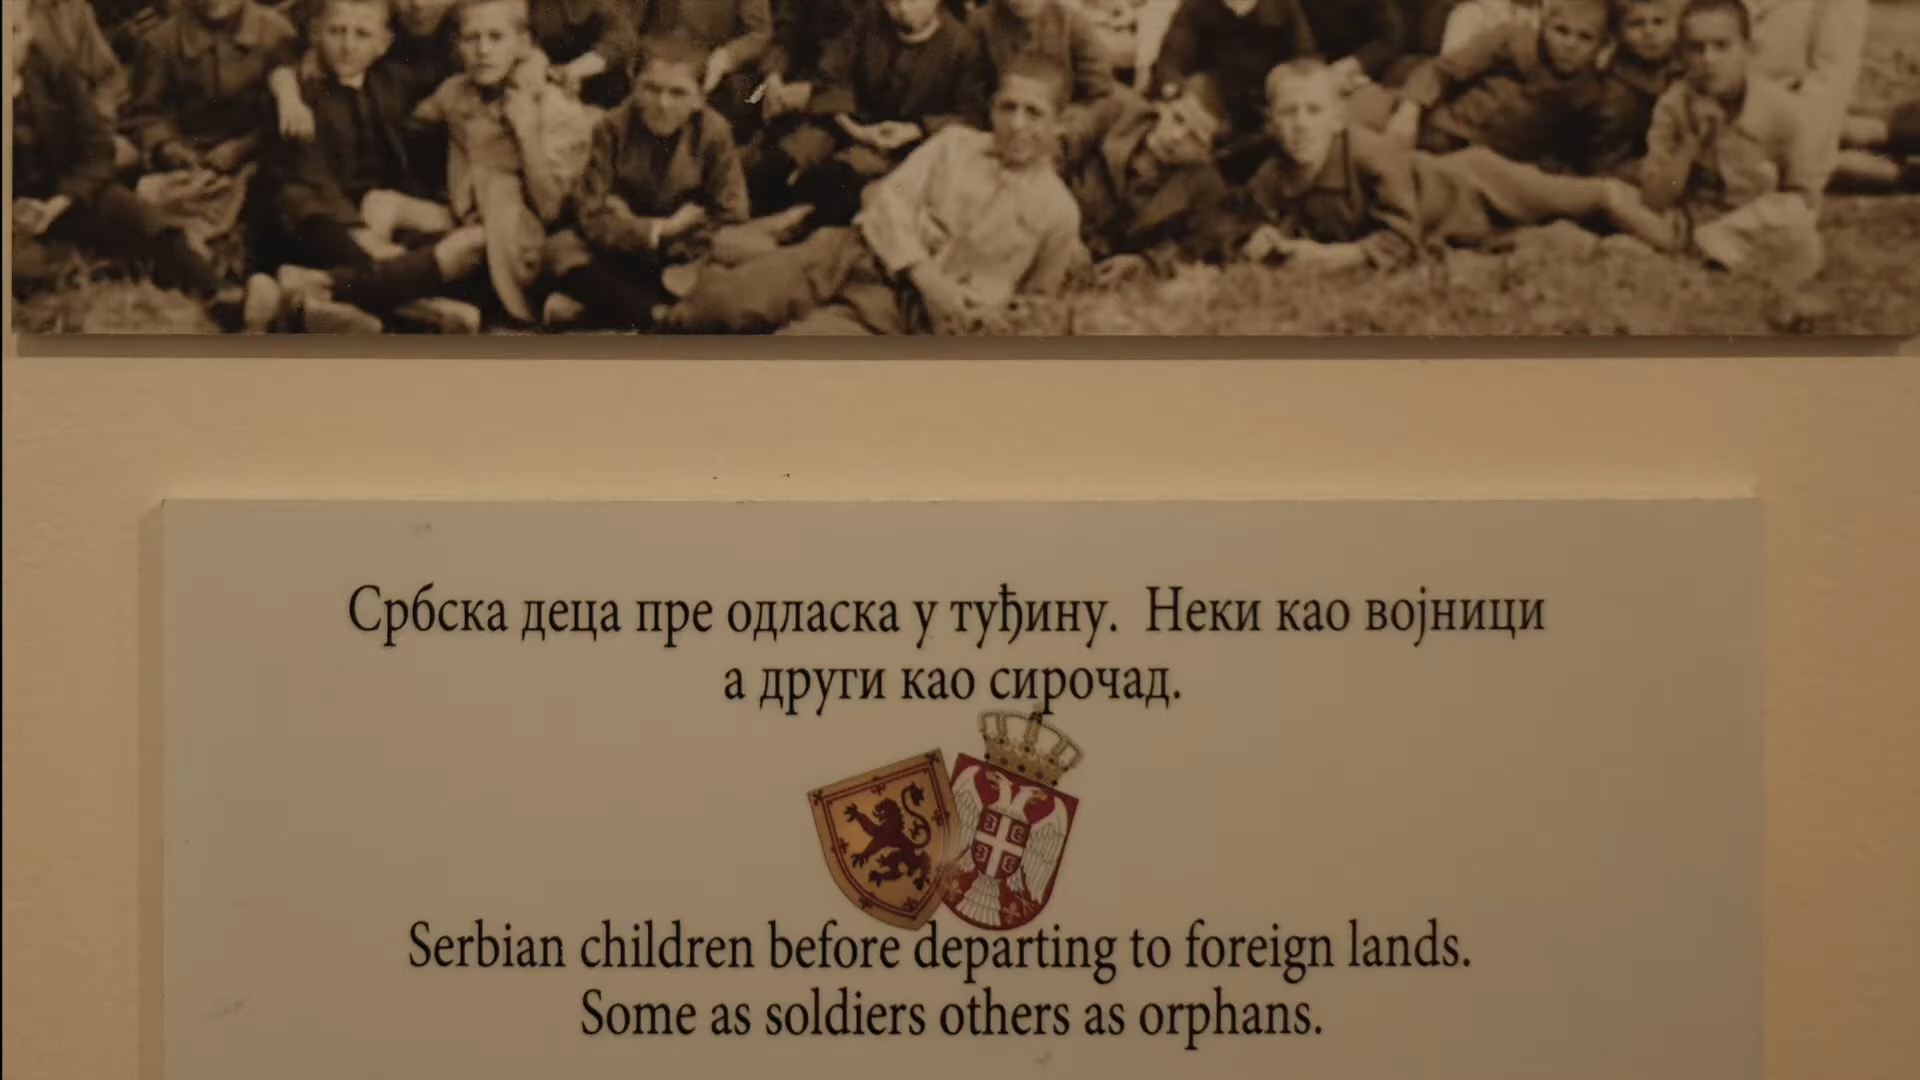 Србска деца пре одласка у туђину. Неки као војници
а други као сирочад.
Serbian children before departing to foreign lands.
Some as soldiers others as orphans.